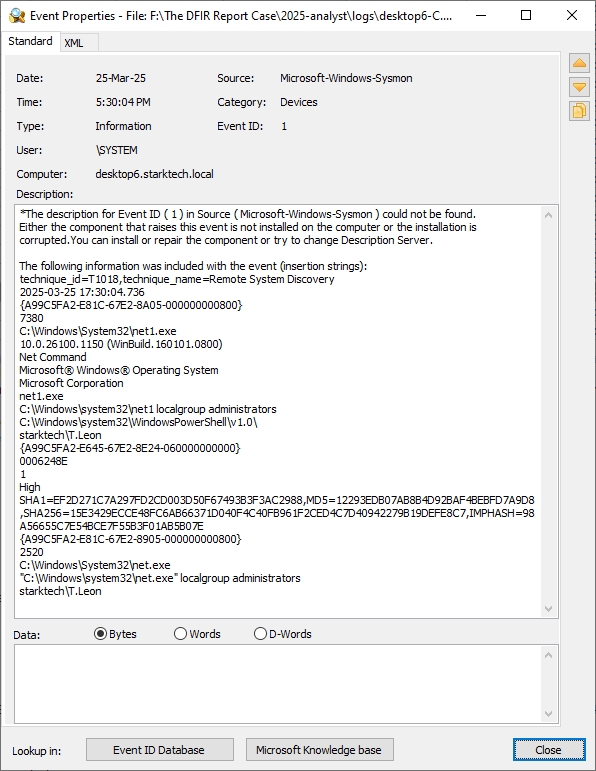 Event Properties - File: F:\The DFIR Report Case\2025-analyst\logs\desktop6-C....
Standard
XML
Date: 25-Mar-25 Source: Microsoft-Windows-Sysmon
Time: 5:30:04 PM Category: Devices
Type: Information Event ID: 1
User: \SYSTEM
Computer: desktop6.starktech.local
Description:
*The description for Event ID ( 1 ) in Source ( Microsoft-Windows-Sysmon ) could not be found.
Either the component that raises this event is not installed on the computer or the installation is
corrupted.You can install or repair the component or try to change Description Server.
The following information was included with the event (insertion strings):
technique_id=T1018,technique_name=Remote System Discovery
2025-03-25 17:30:04.736
{A99C5FA2-E81C-67E2-8A05-000000000800}
7380
C:\Windows\System32\net1.exe
10.0.26100.1150 (WinBuild.160101.0800)
Net Command
Microsoft® Windows® Operating System
Microsoft Corporation
net1.exe
C:\Windows\system32\net1 localgroup administrators
C:\Windows\system32\WindowsPowerShell\v1.0\
starktech\T.Leon
{A99C5FA2-E645-67E2-8E24-060000000000}
0006248E
1
High
SHA1=EF2D271C7A297FD2CD003D50F67493B3F3AC2988,MD5=12293EDB07AB8B4D92BAF4BEBFD7A9D8
,SHA256=15E3429ECCE48FC6AB66371D040F4C40FB961F2CED4C7D40942279B19DEFE8C7,IMPHASH=98
A56655C7E54BCE7F55B3F01AB5B07E
{A99C5FA2-E81C-67E2-8905-000000000800}
2520
C:\Windows\System32\net.exe
"C:\Windows\system32\net.exe" localgroup administrators
starktech\T.Leon
Data: Bytes Words D-Words
Lookup in: Event ID Database Microsoft Knowledge base Close